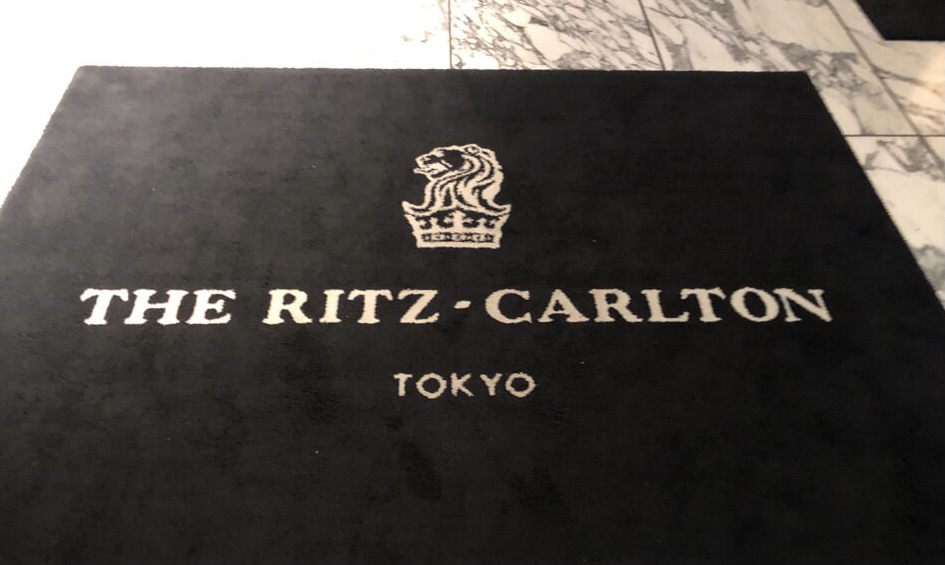 THE RITZ-CARLTON
TOKYO